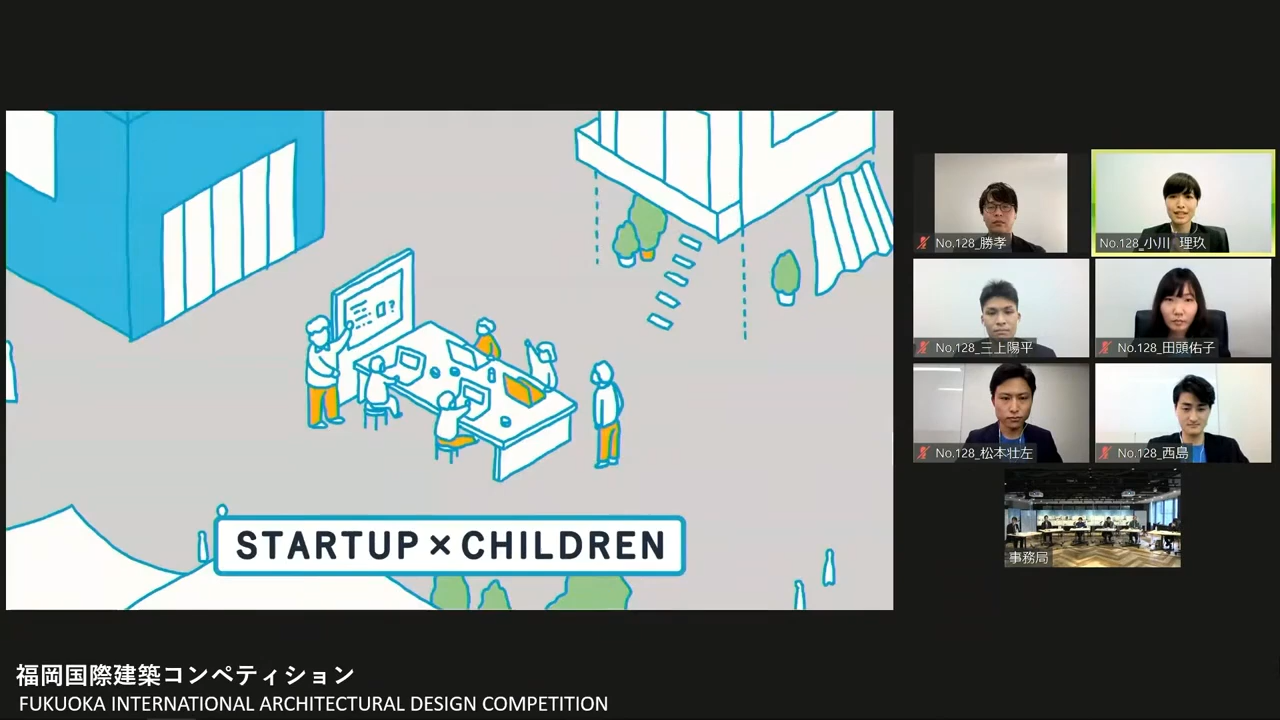 STARTUP × CHILDREN
No.128_勝孝
No.128_小川 理玖
No.128_三上陽平
No.128_田頭佑子
No.128_松本壮左
No.128_西島
事務局
福岡国際建築コンペティション
FUKUOKA INTERNATIONAL ARCHITECTURAL DESIGN COMPETITION